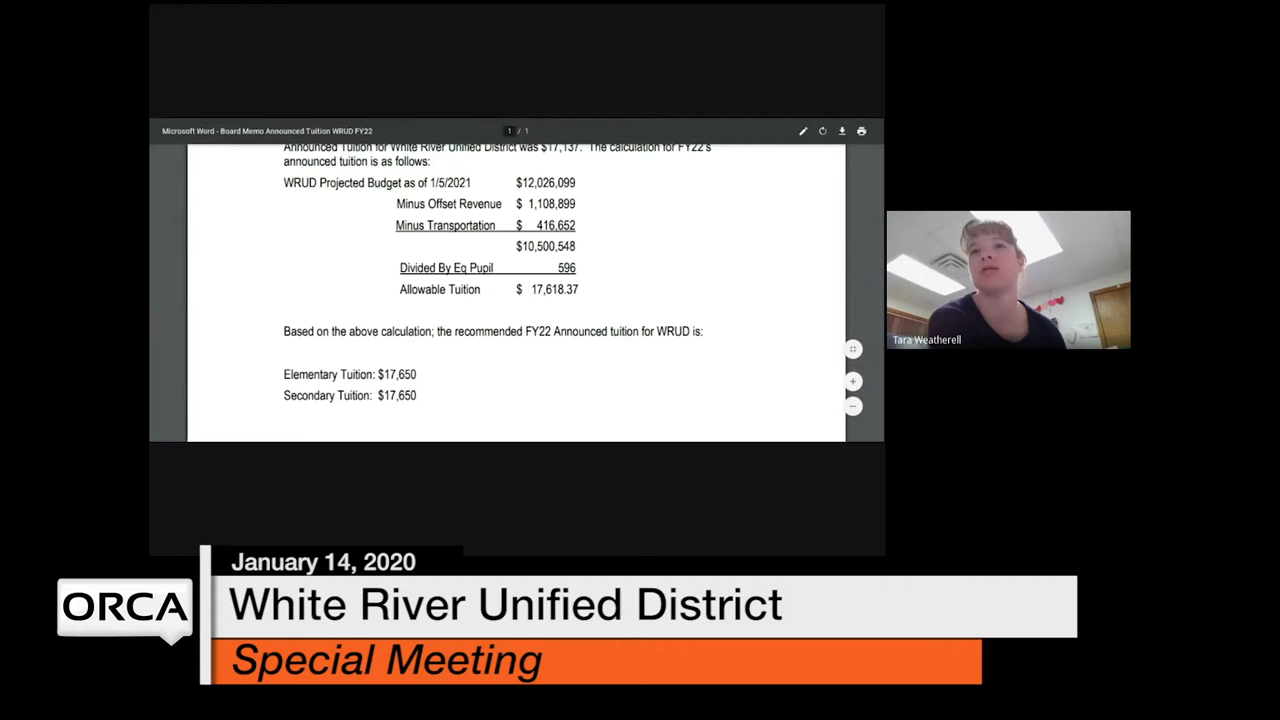 Microsoft Word - Board Memo Announced Tuition WRUD FY22
1 / 1
Announced Tuition for White River Unified District was $17,137. The calculation for FY22's
announced tuition is as follows:
WRUD Projected Budget as of 1/5/2021 $12,026,099
Minus Offset Revenue $ 1,108,899
Minus Transportation $ 416,652
$10,500,548
Divided By Eq Pupil 596
Allowable Tuition $ 17,618.37
Based on the above calculation; the recommended FY22 Announced tuition for WRUD is:
Elementary Tuition: $17,650
Secondary Tuition: $17,650
Tara Weatherell
January 14, 2020
ORCA
White River Unified District
Special Meeting